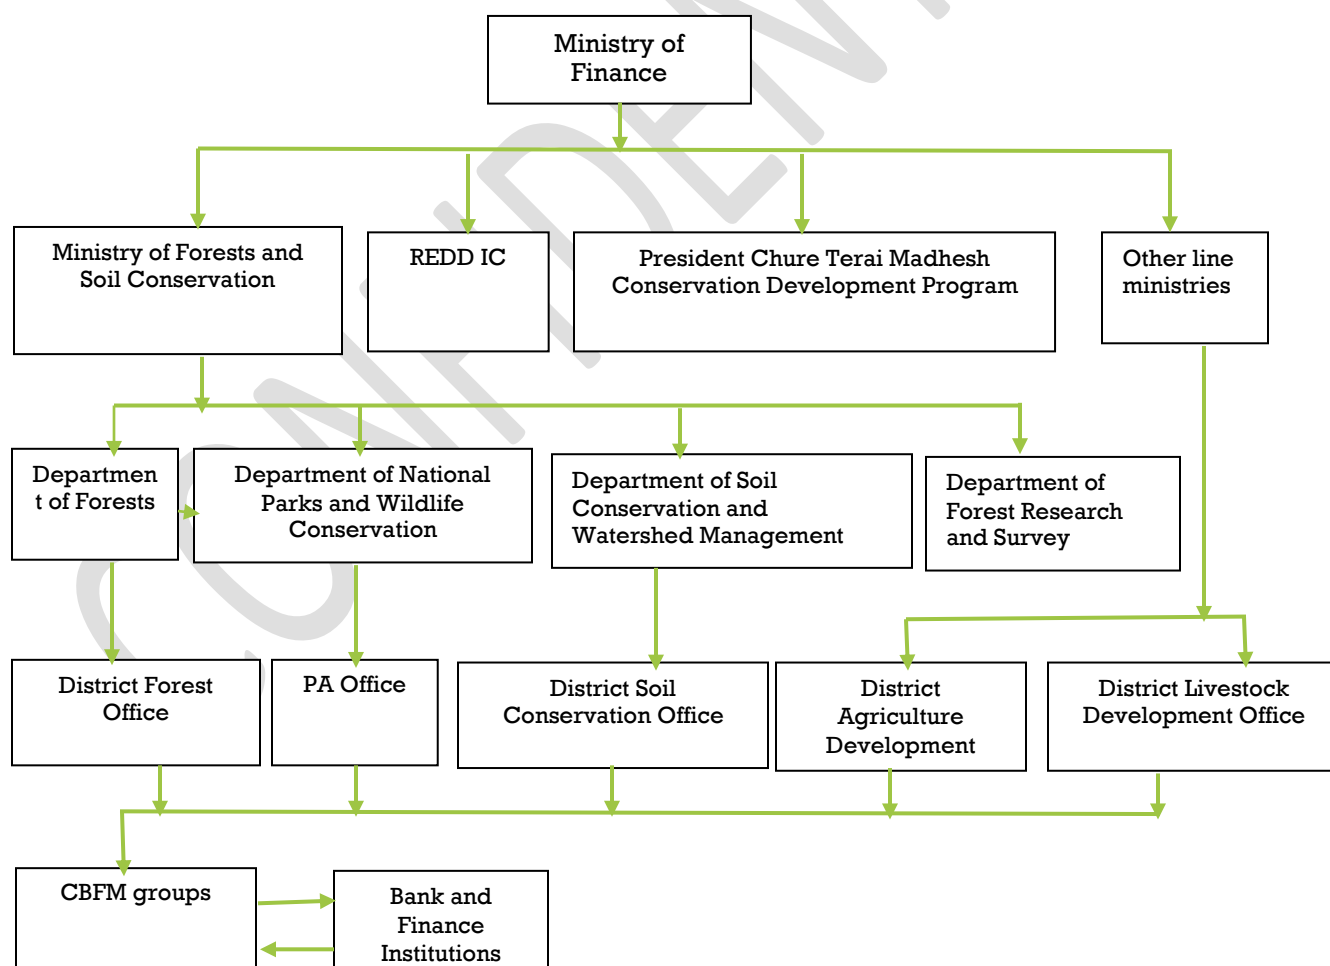 Ministry of
Finance
Ministry of Forests and
Soil Conservation
REDD IC
President Chure Terai Madhesh
Conservation Development Program
Other line
ministries
Departmen
t of Forests
Department of National
Parks and Wildlife
Conservation
Department of Soil
Conservation and
Watershed Management
Department of
Forest Research
and Survey
District Forest
Office
PA Office
District Soil
Conservation Office
District
Agriculture
Development
District Livestock
Development Office
CBFM groups
Bank and
Finance
Institutions
CONFIDEN